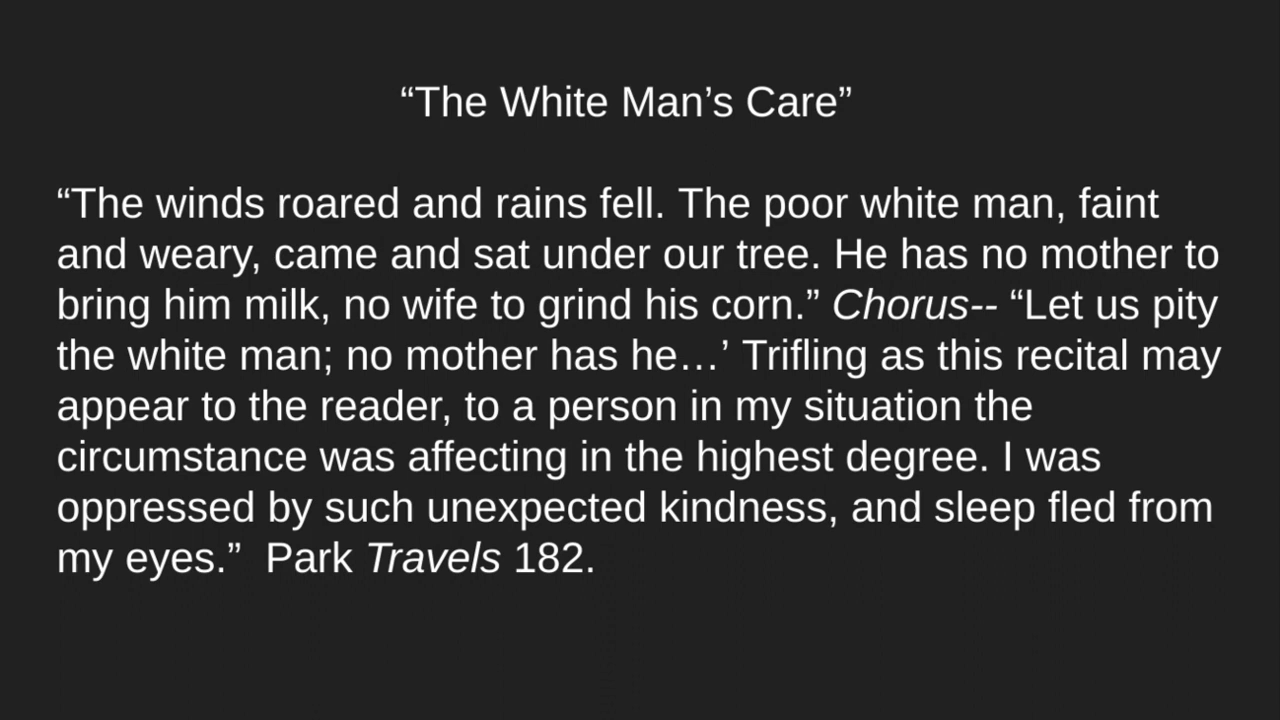 “The White Man’s Care”
“The winds roared and rains fell. The poor white man, faint
and weary, came and sat under our tree. He has no mother to
bring him milk, no wife to grind his corn.” Chorus-- “Let us pity
the white man; no mother has he…’ Trifling as this recital may
appear to the reader, to a person in my situation the
circumstance was affecting in the highest degree. I was
oppressed by such unexpected kindness, and sleep fled from
my eyes.”  Park Travels 182.